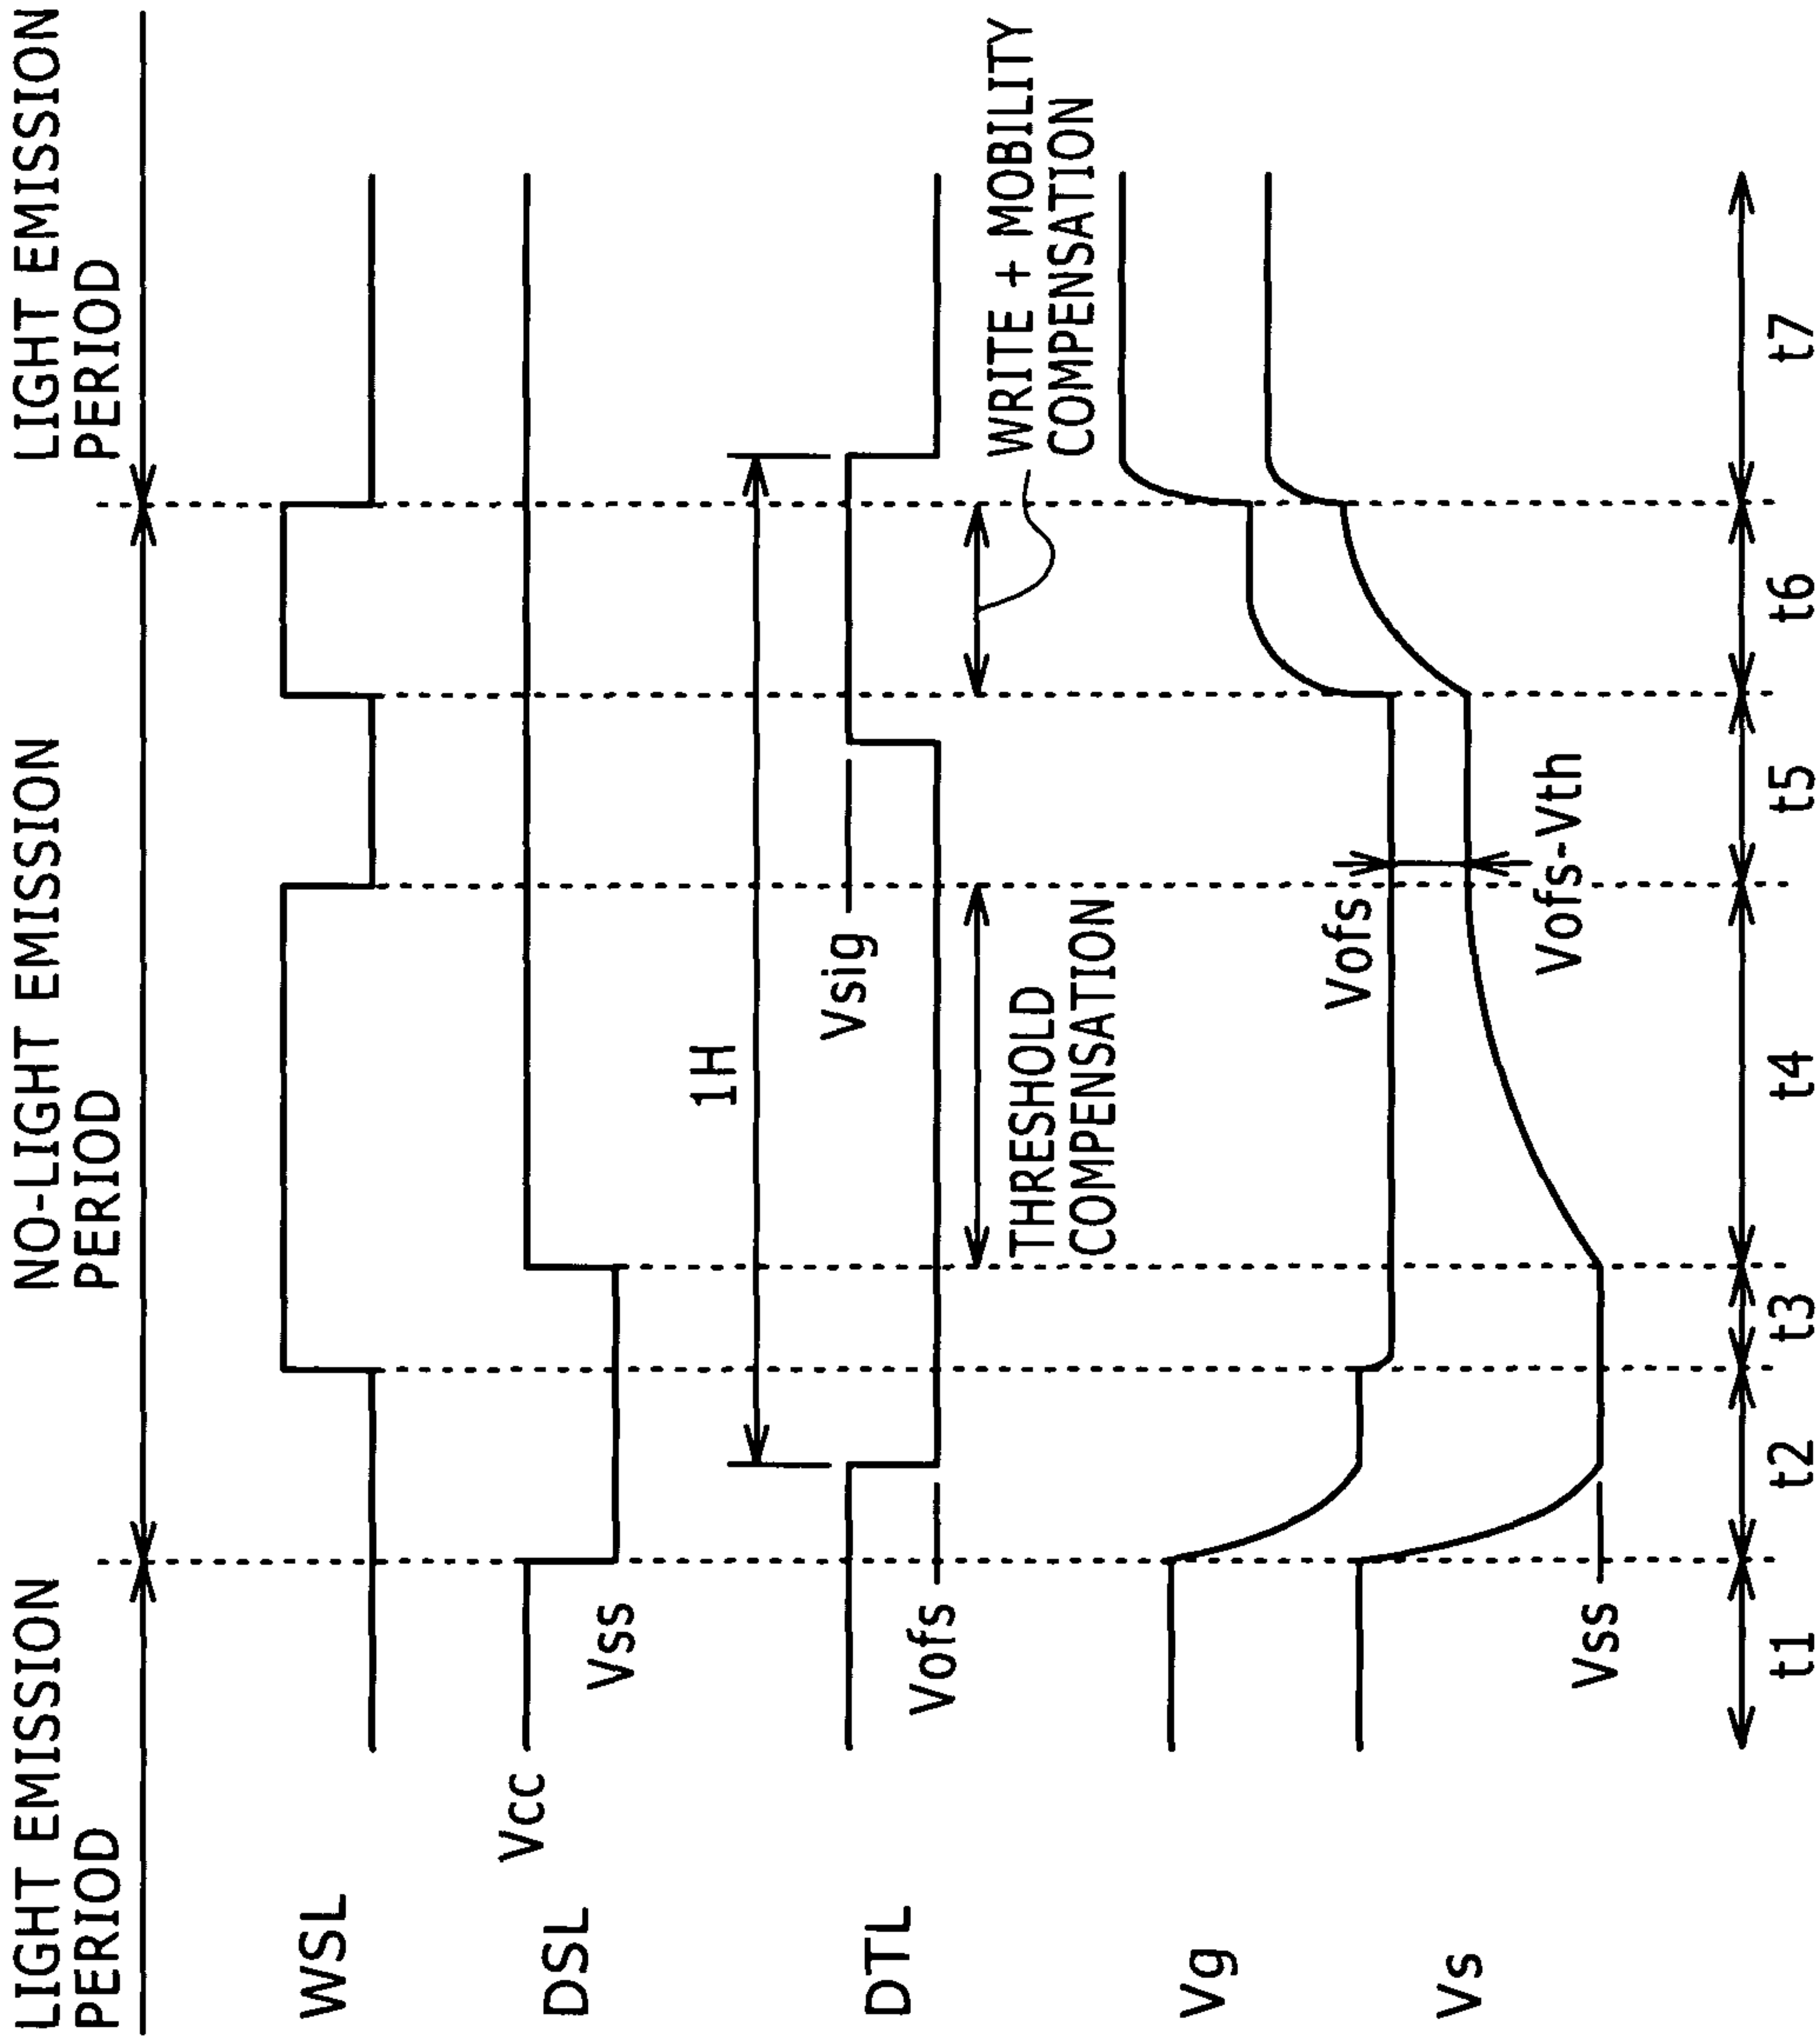 LIGHT EMISSION
PERIOD
NO-LIGHT EMISSION
PERIOD
LIGHT EMISSION
PERIOD
WSL
DSL
Vcc
Vss
1H
DTL
Vofs
Vsig
THRESHOLD
COMPENSATION
WRITE + MOBILITY
COMPENSATION
Vg
Vofs
Vs
Vss
Vofs-Vth
t1
t2
t3
t4
t5
t6
t7